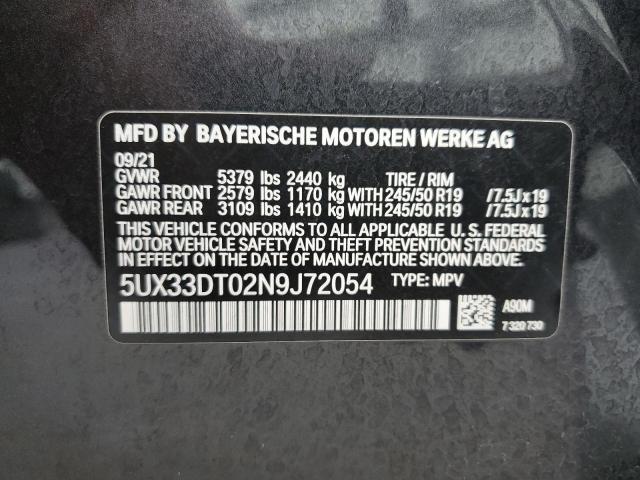 MFD BY BAYERISCHE MOTOREN WERKE AG
09/21
GVWR 5379 lbs 2440 kg TIRE / RIM
GAWR FRONT 2579 lbs 1170 kg WITH 245/50 R19 /7.5J x 19
GAWR REAR 3109 lbs 1410 kg WITH 245/50 R19 /7.5J x 19
THIS VEHICLE CONFORMS TO ALL APPLICABLE U. S. FEDERAL
MOTOR VEHICLE SAFETY AND THEFT PREVENTION STANDARDS
IN EFFECT ON THE DATE OF MANUFACTURE SHOWN ABOVE.
5UX33DT02N9J72054 TYPE: MPV
A90M
7 320 730